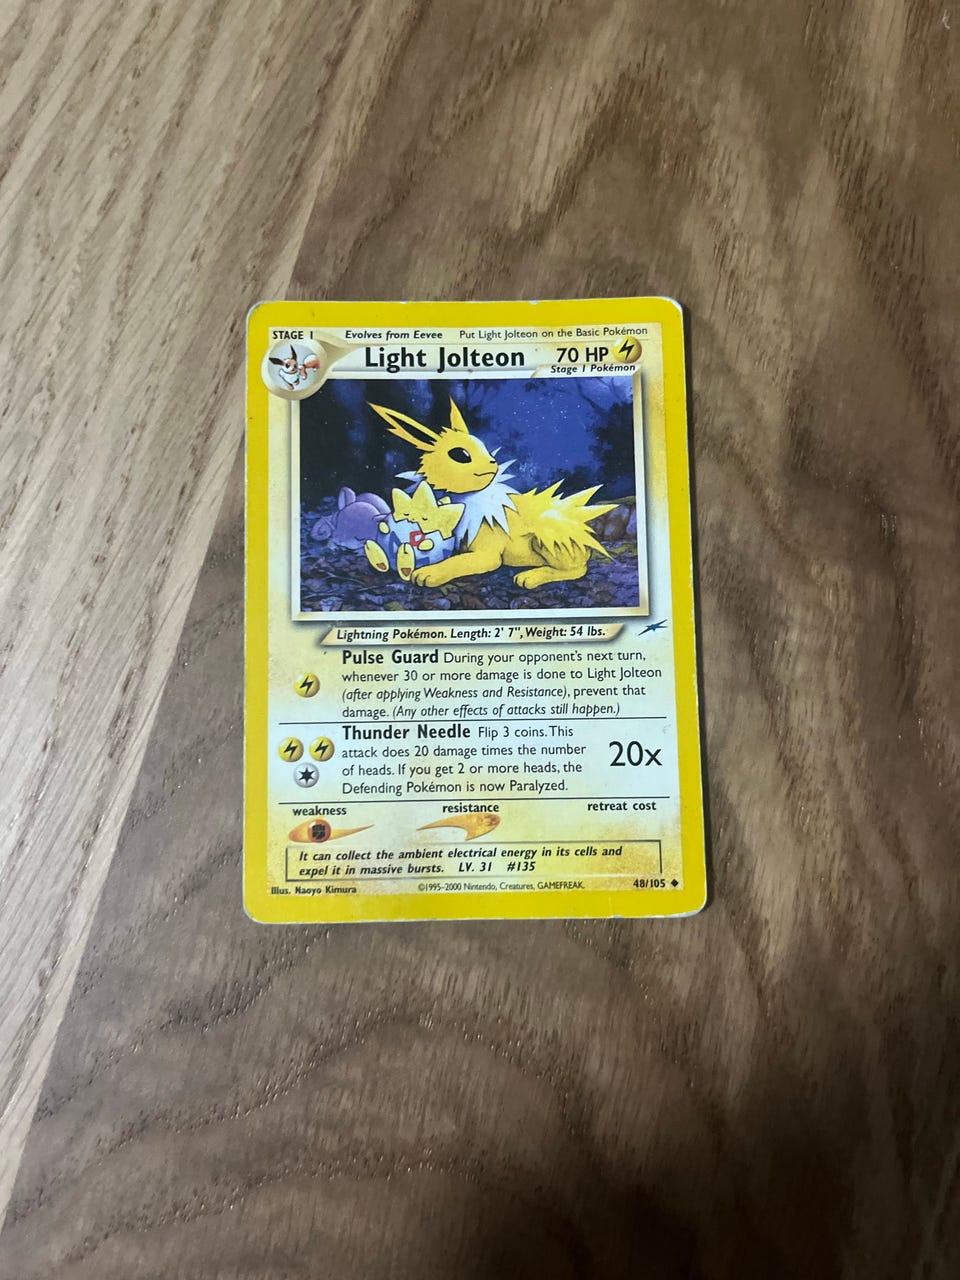 STAGE 1 Evolves from Eevee Put Light Jolteon on the Basic Pokémon
Light Jolteon 70 HP
Stage 1 Pokémon
Lightning Pokémon. Length: 2' 7", Weight: 54 lbs.
Pulse Guard During your opponent's next turn,
whenever 30 or more damage is done to Light Jolteon
(after applying Weakness and Resistance), prevent that
damage. (Any other effects of attacks still happen.)
Thunder Needle Flip 3 coins. This
attack does 20 damage times the number
of heads. If you get 2 or more heads, the
Defending Pokémon is now Paralyzed.
20x
weakness resistance retreat cost
It can collect the ambient electrical energy in its cells and
expel it in massive bursts. LV. 31 #135
Illus. Naoyo Kimura ©1995-2000 Nintendo, Creatures, GAMEFREAK. 48/105